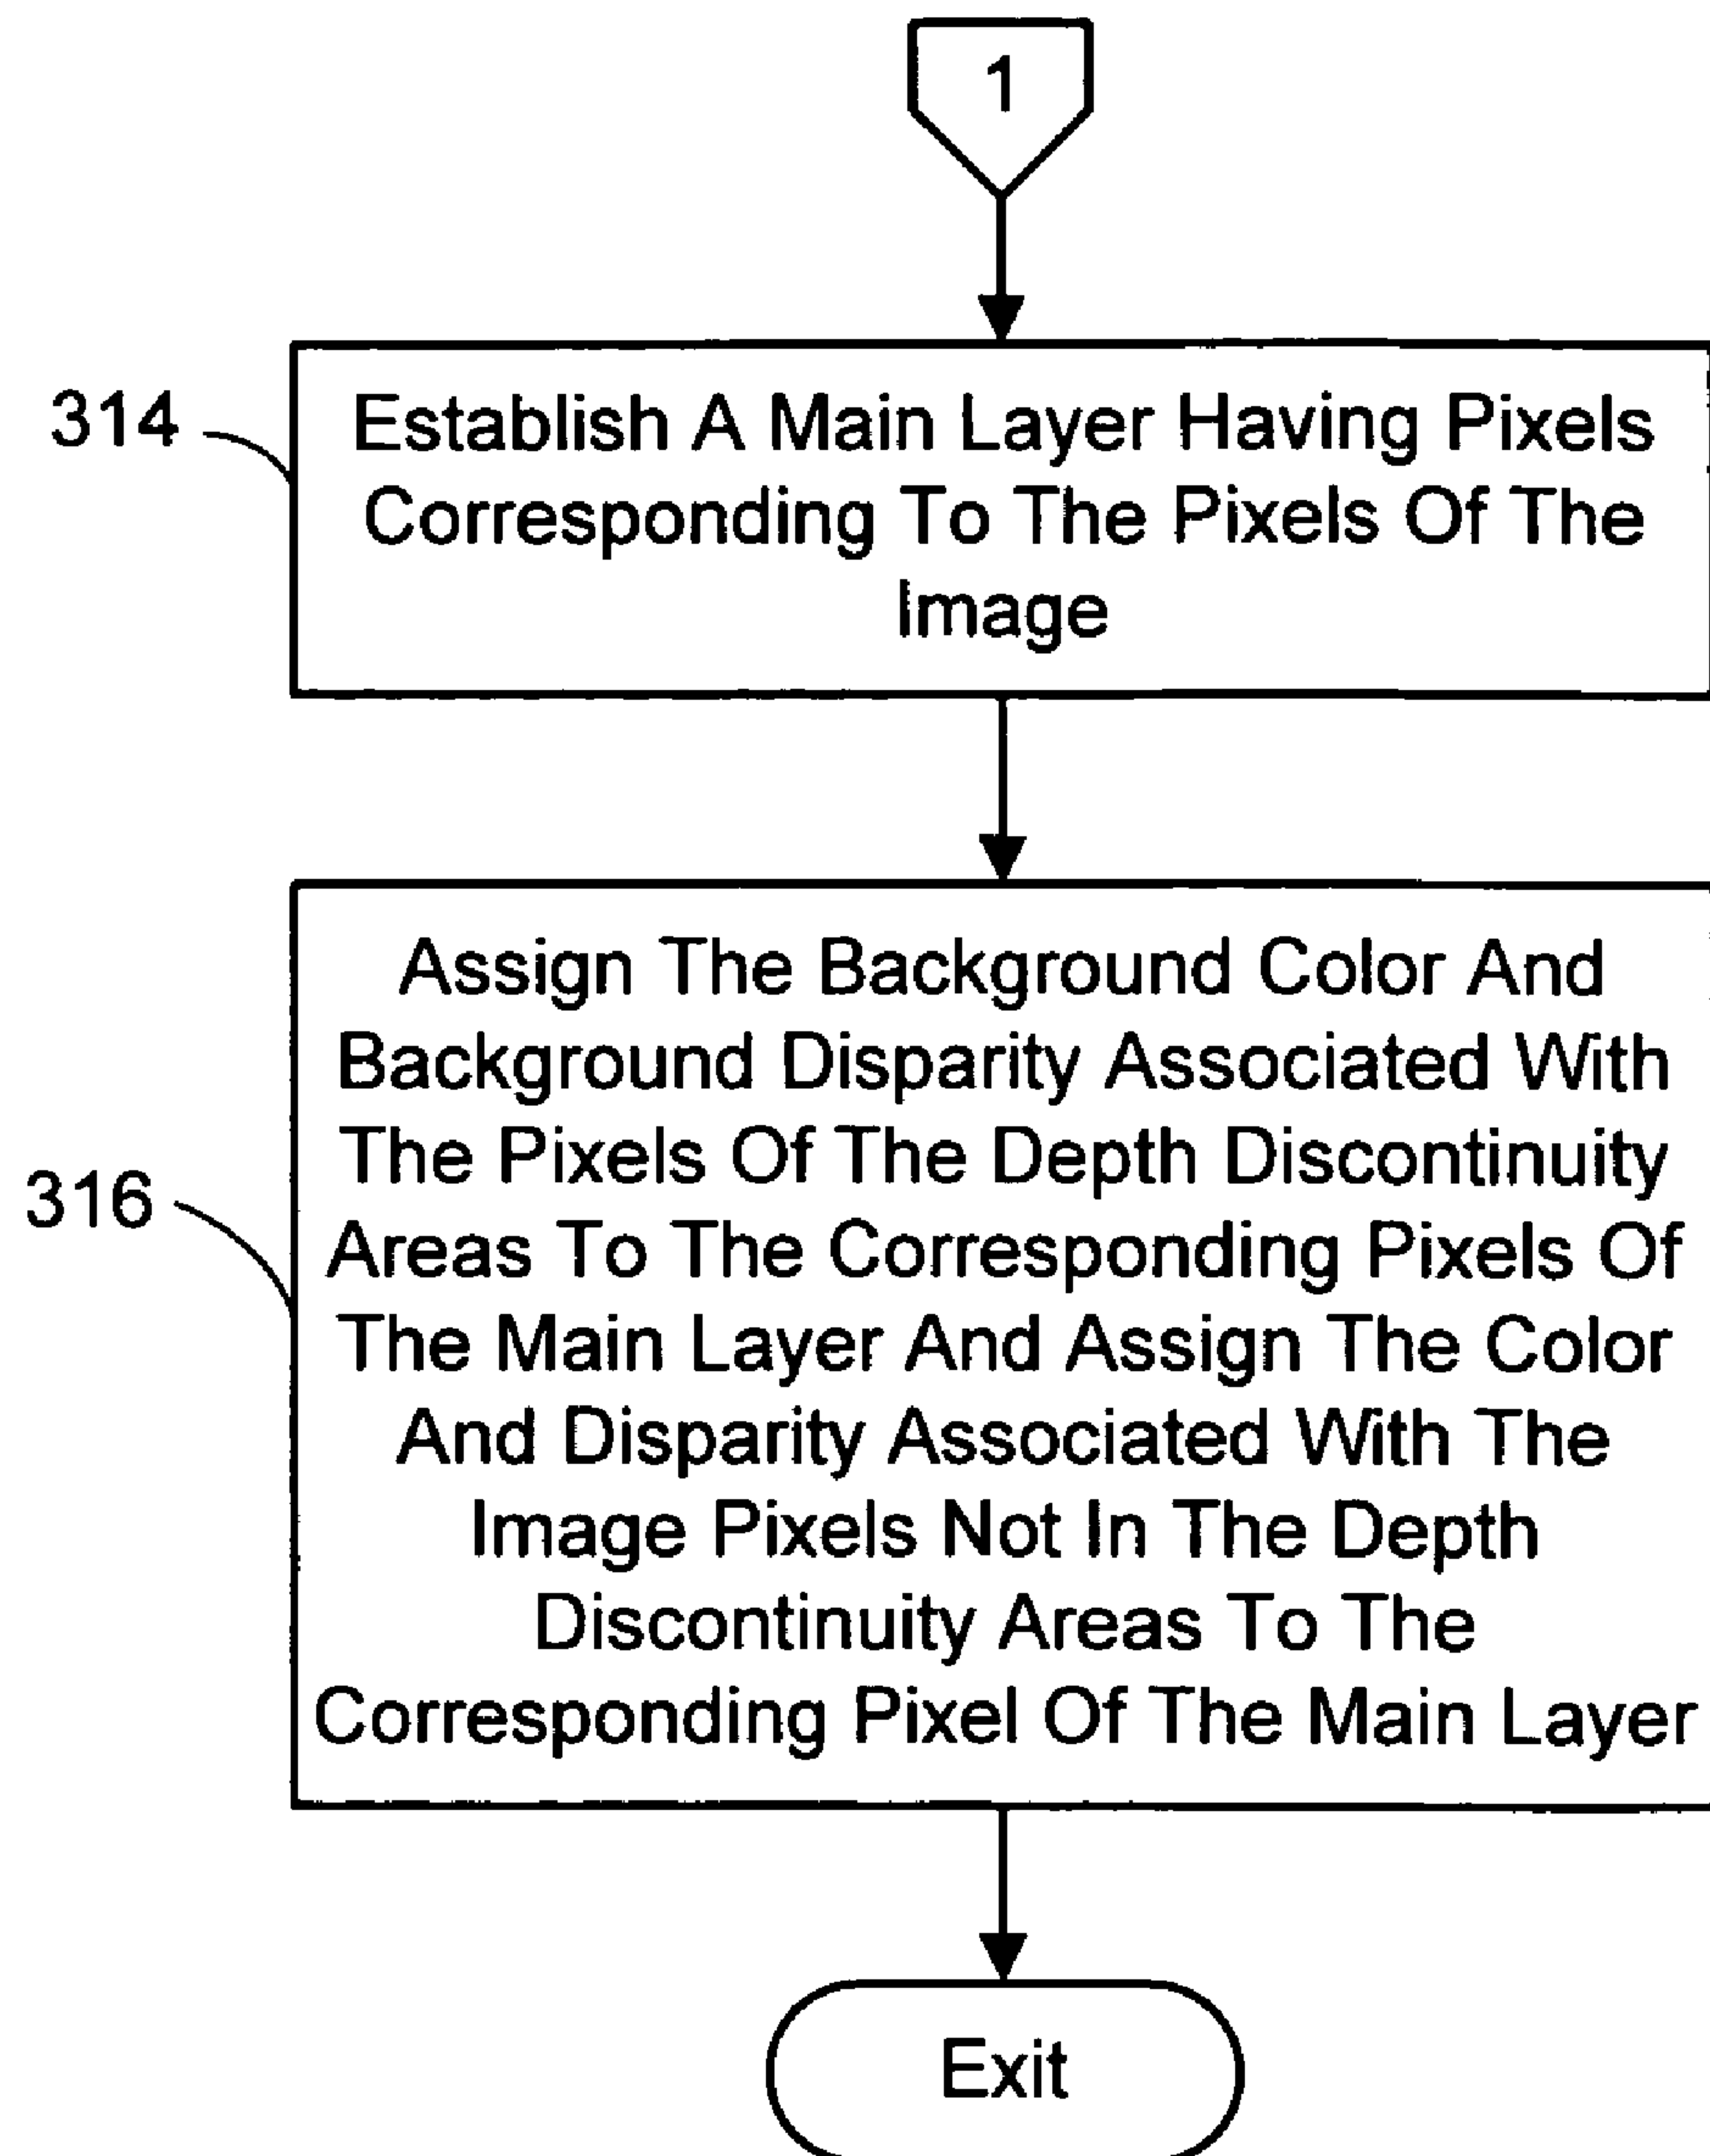 1
314
Establish A Main Layer Having Pixels
Corresponding To The Pixels Of The
Image
316
Assign The Background Color And
Background Disparity Associated With
The Pixels Of The Depth Discontinuity
Areas To The Corresponding Pixels Of
The Main Layer And Assign The Color
And Disparity Associated With The
Image Pixels Not In The Depth
Discontinuity Areas To The
Corresponding Pixel Of The Main Layer
Exit